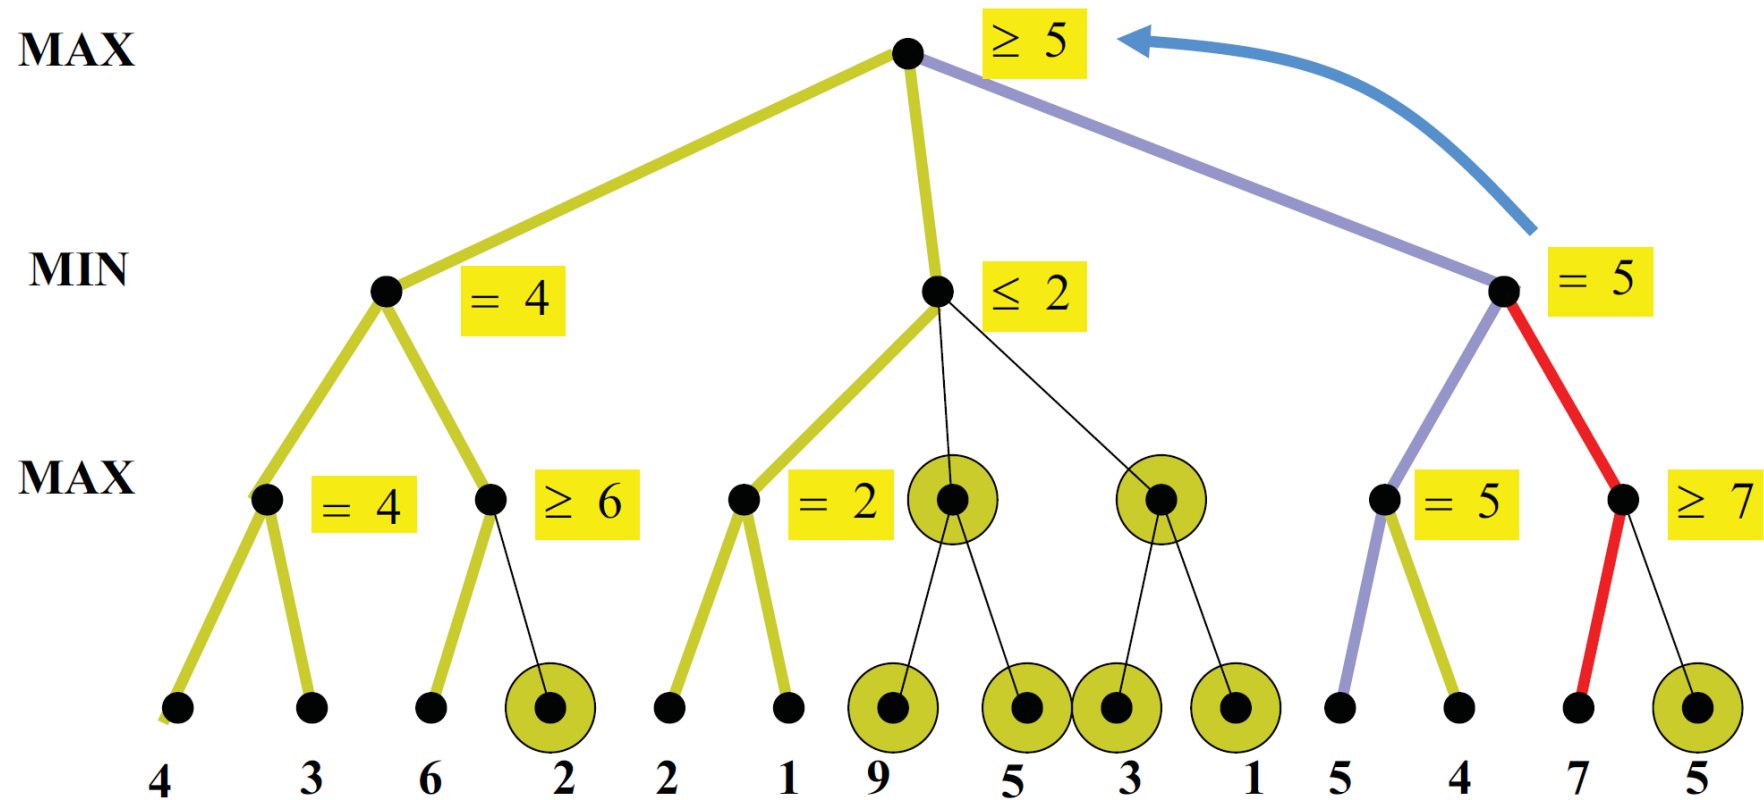 MAX ≥ 5
MIN = 4 ≤ 2 = 5
MAX = 4 ≥ 6 = 2 = 5 ≥ 7
4 3 6 2 2 1 9 5 3 1 5 4 7 5